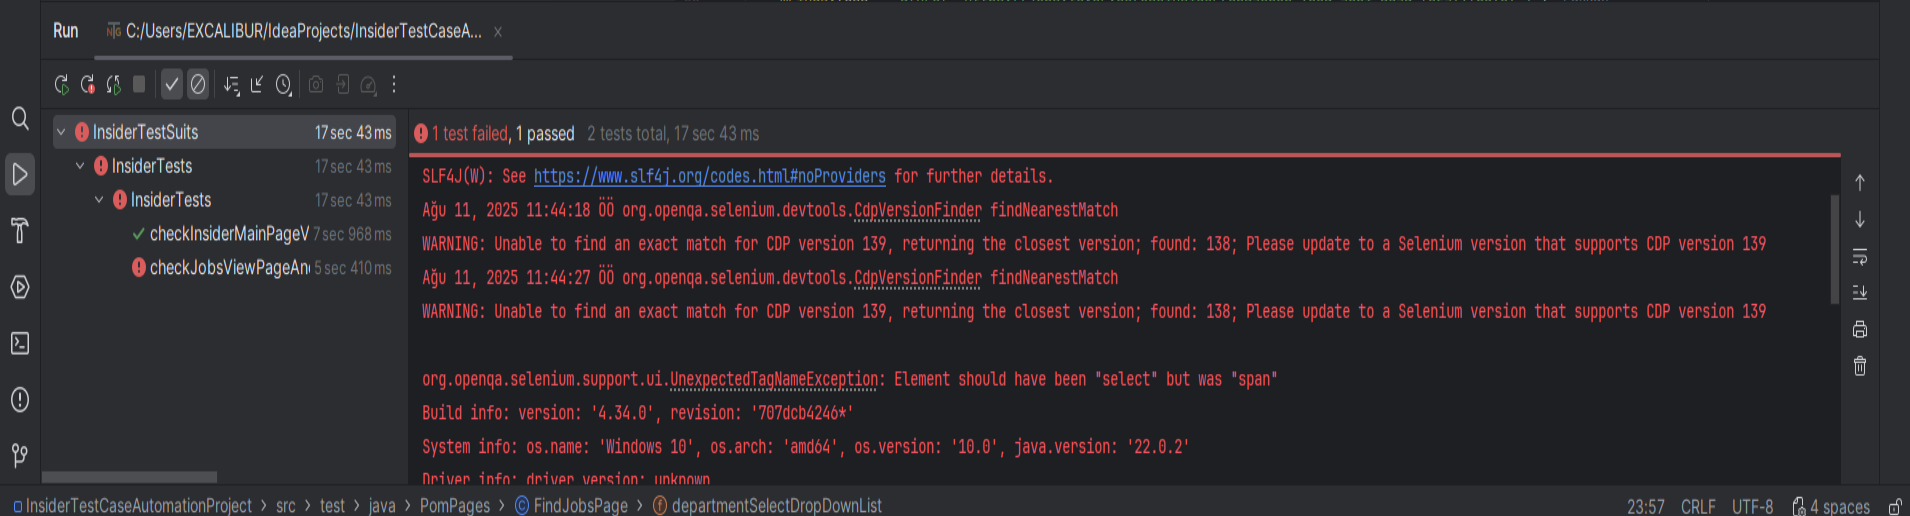 Run C:/Users/EXCALIBUR/IdeaProjects/InsiderTestCaseA...
InsiderTestSuits 17 sec 43 ms
InsiderTests 17 sec 43 ms
InsiderTests 17 sec 43 ms
checkInsiderMainPageV 7 sec 968 ms
checkJobsViewPageAn 5 sec 410 ms
1 test failed, 1 passed 2 tests total, 17 sec 43 ms
SLF4J(W): See https://www.slf4j.org/codes.html#noProviders for further details.
Ağu 11, 2025 11:44:18 ÖÖ org.openqa.selenium.devtools.CdpVersionFinder findNearestMatch
WARNING: Unable to find an exact match for CDP version 139, returning the closest version; found: 138; Please update to a Selenium version that supports CDP version 139
Ağu 11, 2025 11:44:27 ÖÖ org.openqa.selenium.devtools.CdpVersionFinder findNearestMatch
WARNING: Unable to find an exact match for CDP version 139, returning the closest version; found: 138; Please update to a Selenium version that supports CDP version 139
org.openqa.selenium.support.ui.UnexpectedTagNameException: Element should have been "select" but was "span"
Build info: version: '4.34.0', revision: '707dcb4246*'
System info: os.name: 'Windows 10', os.arch: 'amd64', os.version: '10.0', java.version: '22.0.2'
Driver info: driver.version: unknown
InsiderTestCaseAutomationProject > src > test > java > PomPages > FindJobsPage > departmentSelectDropDownList
23:57 CRLF UTF-8 4 spaces